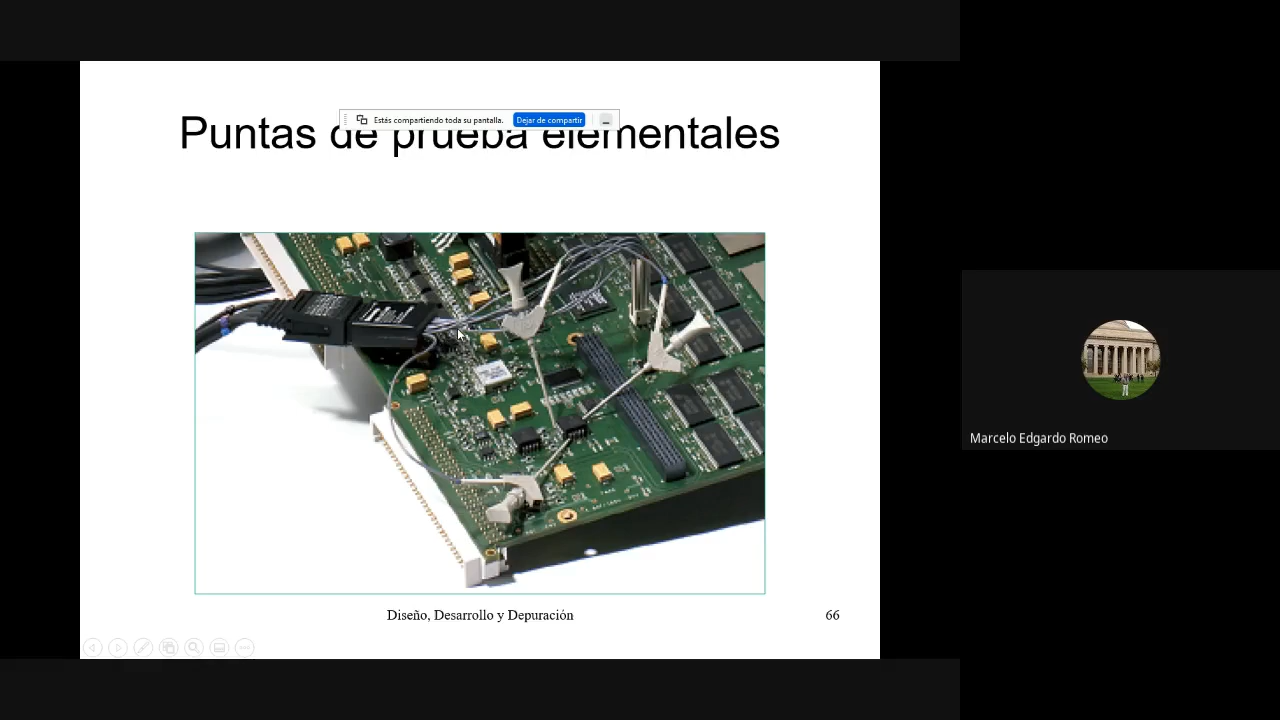 Estás compartiendo toda su pantalla.
Dejar de compartir
Puntas de prueba elementales
Marcelo Edgardo Romeo
Diseño, Desarrollo y Depuración
66